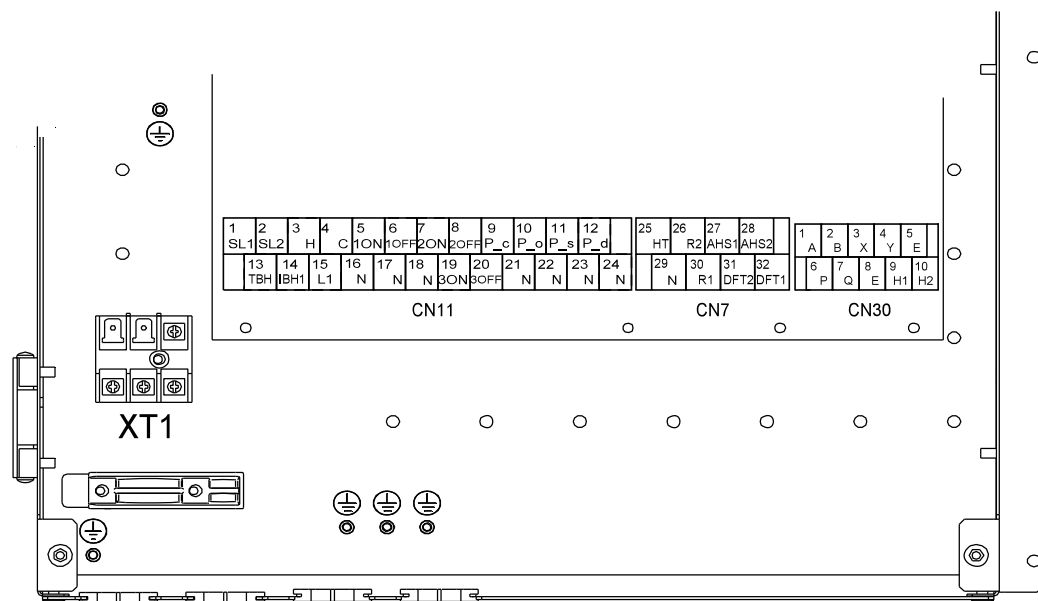 1 2 3 4 5 6 7 8 9 10 11 12
SL1 SL2 H C 1ON 1OFF 2ON 2OFF P_c P_o P_s P_d
13 14 15 16 17 18 19 20 21 22 23 24
TBH IBH1 L1 N N N 3ON 3OFF N N N N
CN11
25 26 27 28
HT R2 AHS1 AHS2
29 30 31 32
N R1 DFT2 DFT1
CN7
1 2 3 4 5
A B X Y E
6 7 8 9 10
P Q E H1 H2
CN30
XT1